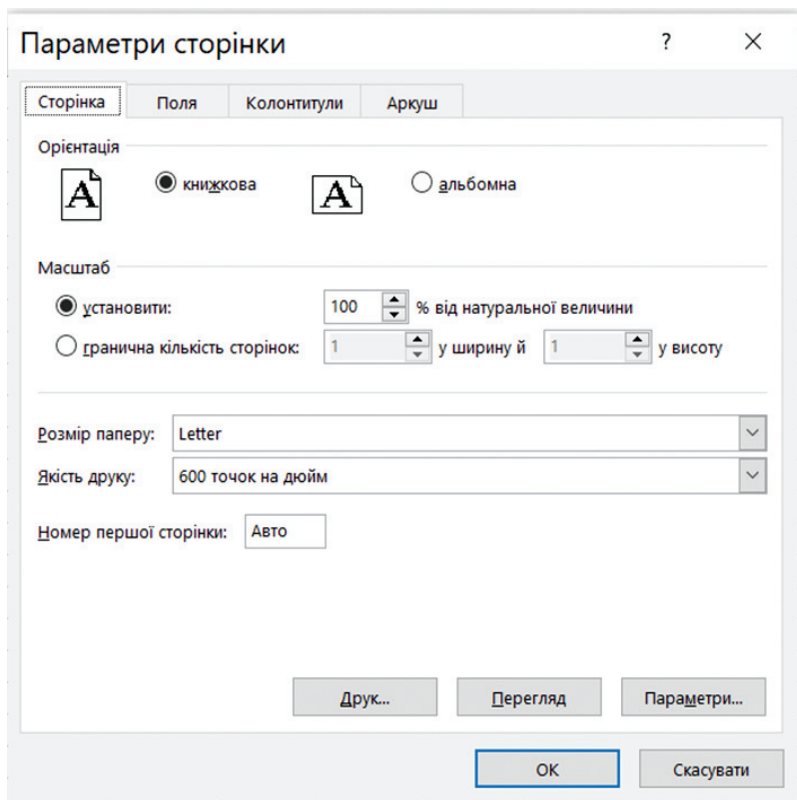 Параметри сторінки ? ×
Сторінка Поля Колонтитули Аркуш
Орієнтація
A книжкова A альбомна
Масштаб
установити: 100 % від натуральної величини
гранична кількість сторінок: 1 у ширину й 1 у висоту
Розмір паперу: Letter
Якість друку: 600 точок на дюйм
Номер першої сторінки: Авто
Друк... Перегляд Параметри...
ОК Скасувати